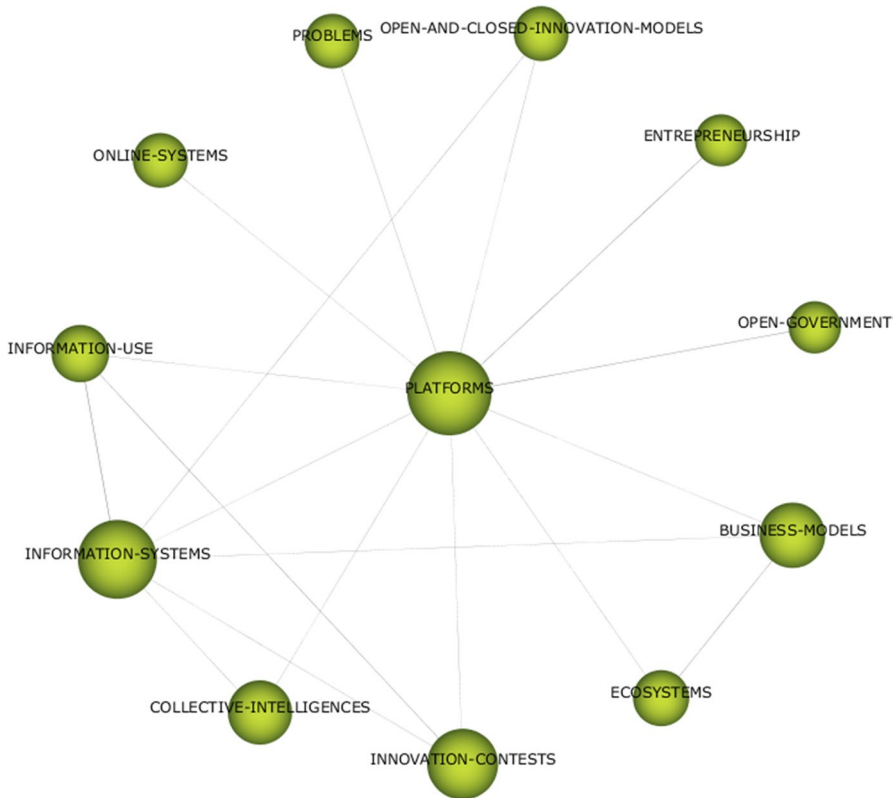 PROBLEMS
OPEN-AND-CLOSED-INNOVATION-MODELS
ENTREPRENEURSHIP
ONLINE-SYSTEMS
OPEN-GOVERNMENT
INFORMATION-USE
PLATFORMS
BUSINESS-MODELS
INFORMATION-SYSTEMS
ECOSYSTEMS
COLLECTIVE-INTELLIGENCES
INNOVATION-CONTESTS